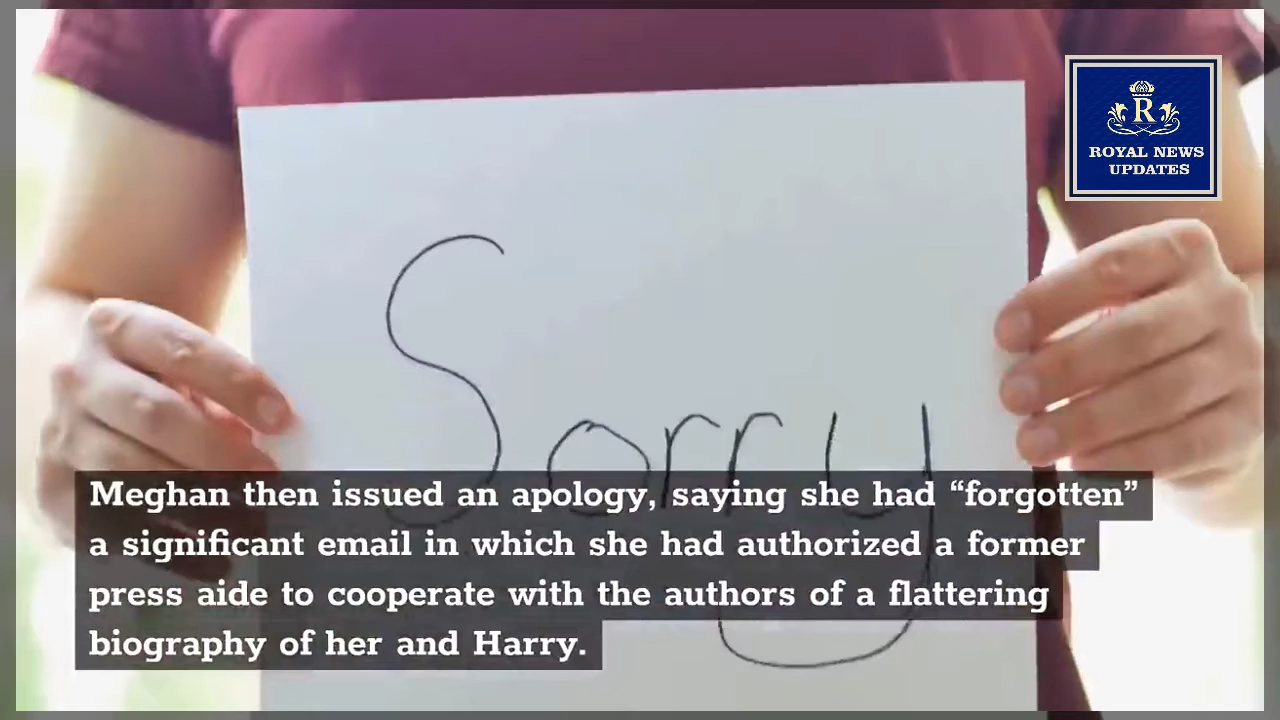 R
ROYAL NEWS
UPDATES
Sorry
Meghan then issued an apology, saying she had “forgotten”
a significant email in which she had authorized a former
press aide to cooperate with the authors of a flattering
biography of her and Harry.